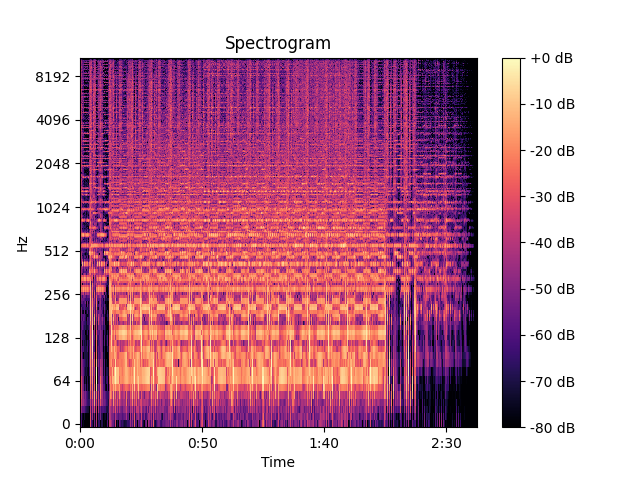 Spectrogram
Hz
8192
4096
2048
1024
512
256
128
64
0
0:00
0:50
1:40
2:30
Time
+0 dB
-10 dB
-20 dB
-30 dB
-40 dB
-50 dB
-60 dB
-70 dB
-80 dB